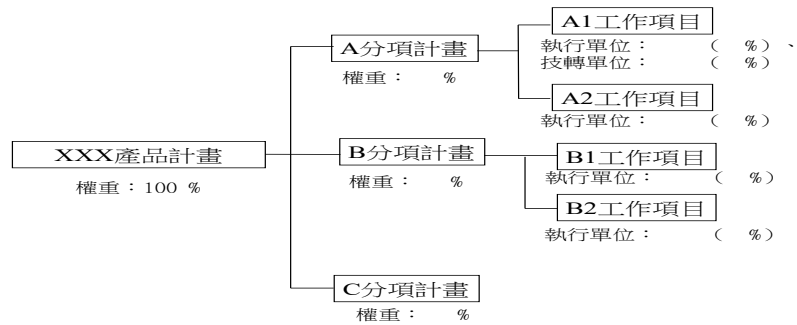 A1工作項目
執行單位：　　（　%）、
技轉單位：　　（　%）
A分項計畫
權重：　%
A2工作項目
執行單位：　　（　%）
XXX產品計畫
權重：100 %
B分項計畫
權重：　%
B1工作項目
執行單位：　　（　%）
B2工作項目
執行單位：　　（　%）
C分項計畫
權重：　%